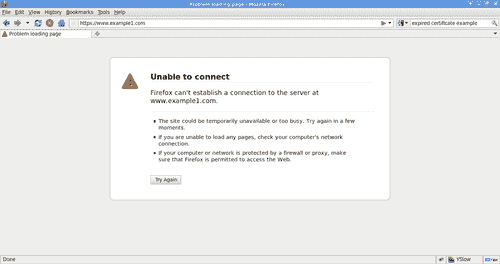 Problem loading page - Mozilla Firefox
File Edit View History Bookmarks Tools Help
https://www.example1.com
expired certificate example
Problem loading page
Unable to connect
Firefox can't establish a connection to the server at
www.example1.com.
The site could be temporarily unavailable or too busy. Try again in a few
moments.
If you are unable to load any pages, check your computer's network
connection.
If your computer or network is protected by a firewall or proxy, make
sure that Firefox is permitted to access the Web.
Try Again
Done
YSlow